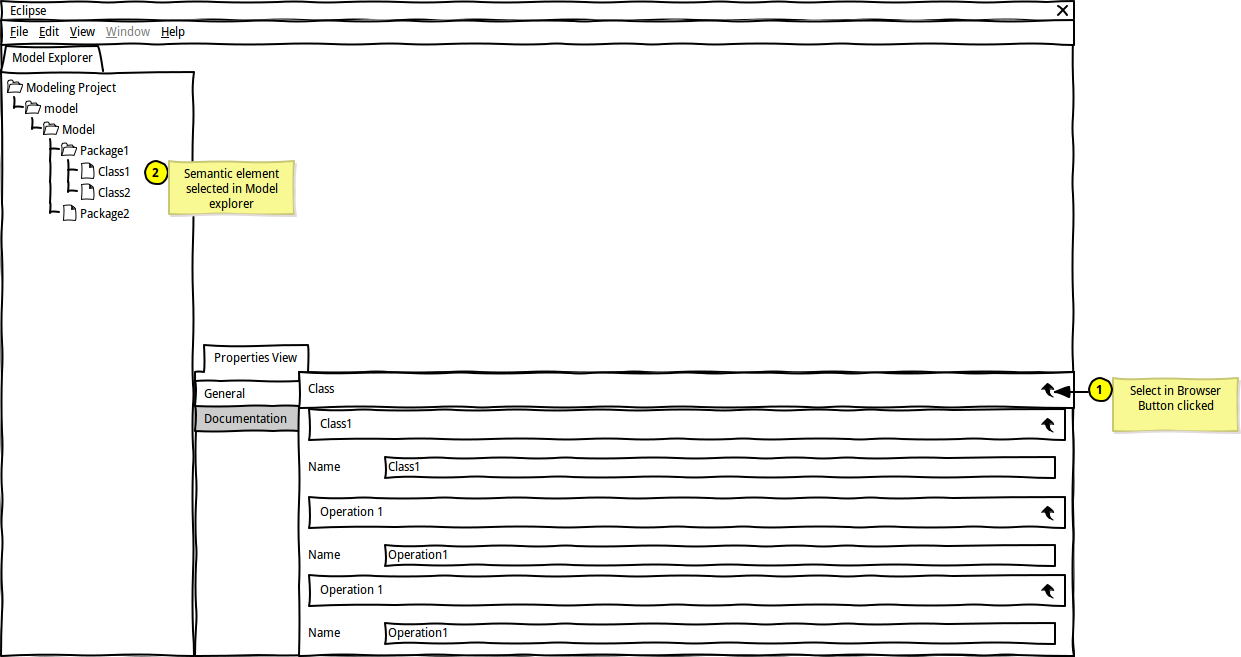 Eclipse
File Edit View Window Help
Model Explorer
Modeling Project
model
Model
Package1
Class1
Class2
Package2
2
Semantic element
selected in Model
explorer
Properties View
General
Documentation
Class
1
Select in Browser
Button clicked
Class1
Name Class1
Operation 1
Name Operation1
Operation 1
Name Operation1